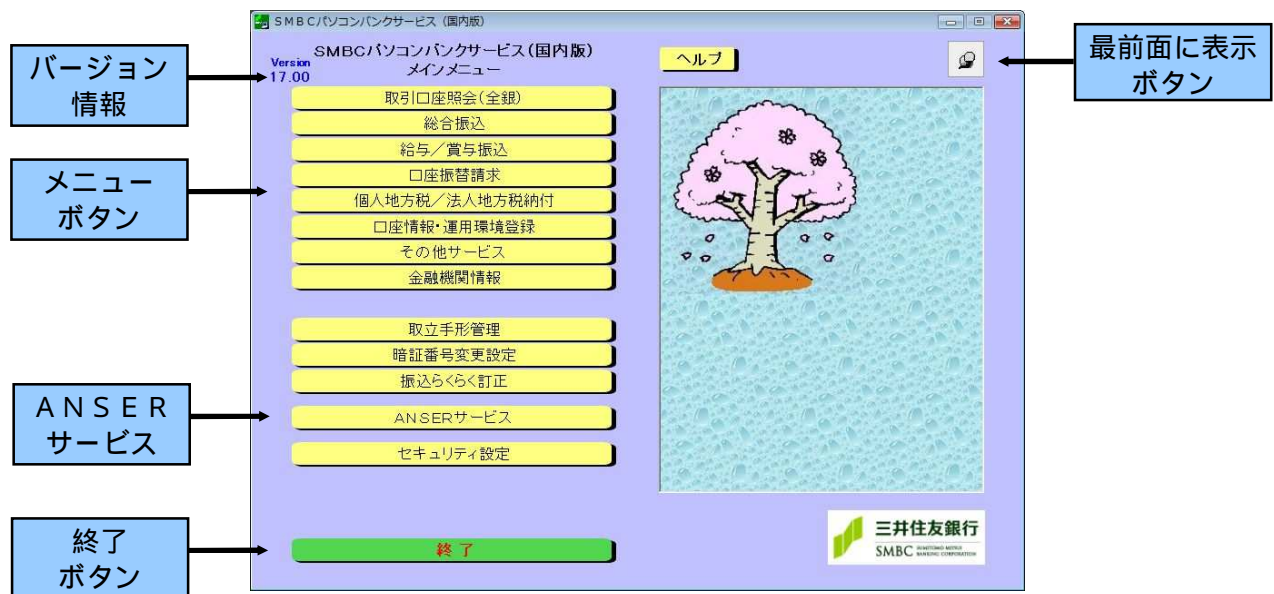 SMBCパソコンバンクサービス（国内版）
バージョン
情報
Version
17.00
SMBCパソコンバンクサービス(国内版)
メインメニュー
ヘルプ
最前面に表示
ボタン
メニュー
ボタン
取引口座照会(全銀)
総合振込
給与／賞与振込
口座振替請求
個人地方税／法人地方税納付
口座情報・運用環境登録
その他サービス
金融機関情報
取立手形管理
暗証番号変更設定
振込らくらく訂正
ＡＮＳＥＲ
サービス
ANSERサービス
セキュリティ設定
終了
ボタン
終了
三井住友銀行
SMBC
SUMITOMO MITSUI
BANKING CORPORATION